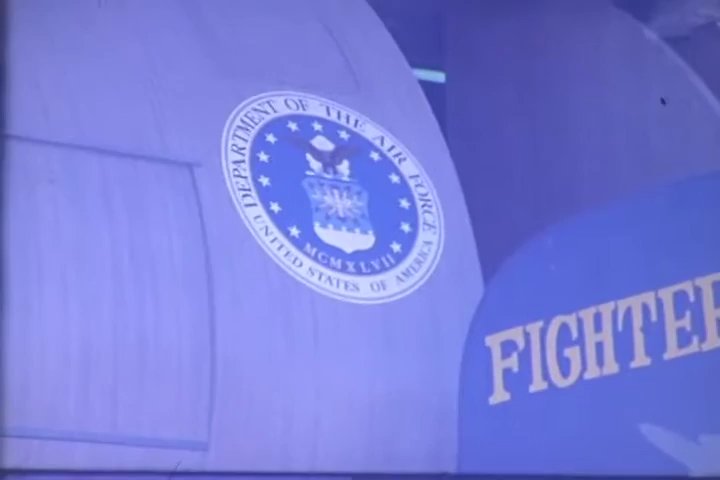 DEPARTMENT OF THE AIR FORCE
MCMXLVII
UNITED STATES OF AMERICA
FIGHTER